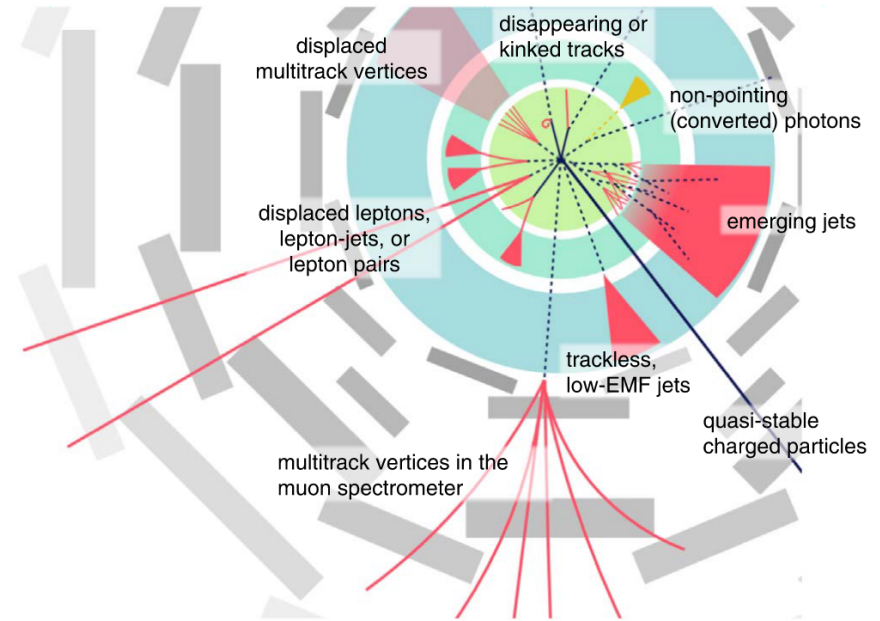 disappearing or
kinked tracks
displaced
multitrack vertices
non-pointing
(converted) photons
displaced leptons,
lepton-jets, or
lepton pairs
emerging jets
trackless,
low-EMF jets
quasi-stable
charged particles
multitrack vertices in the
muon spectrometer